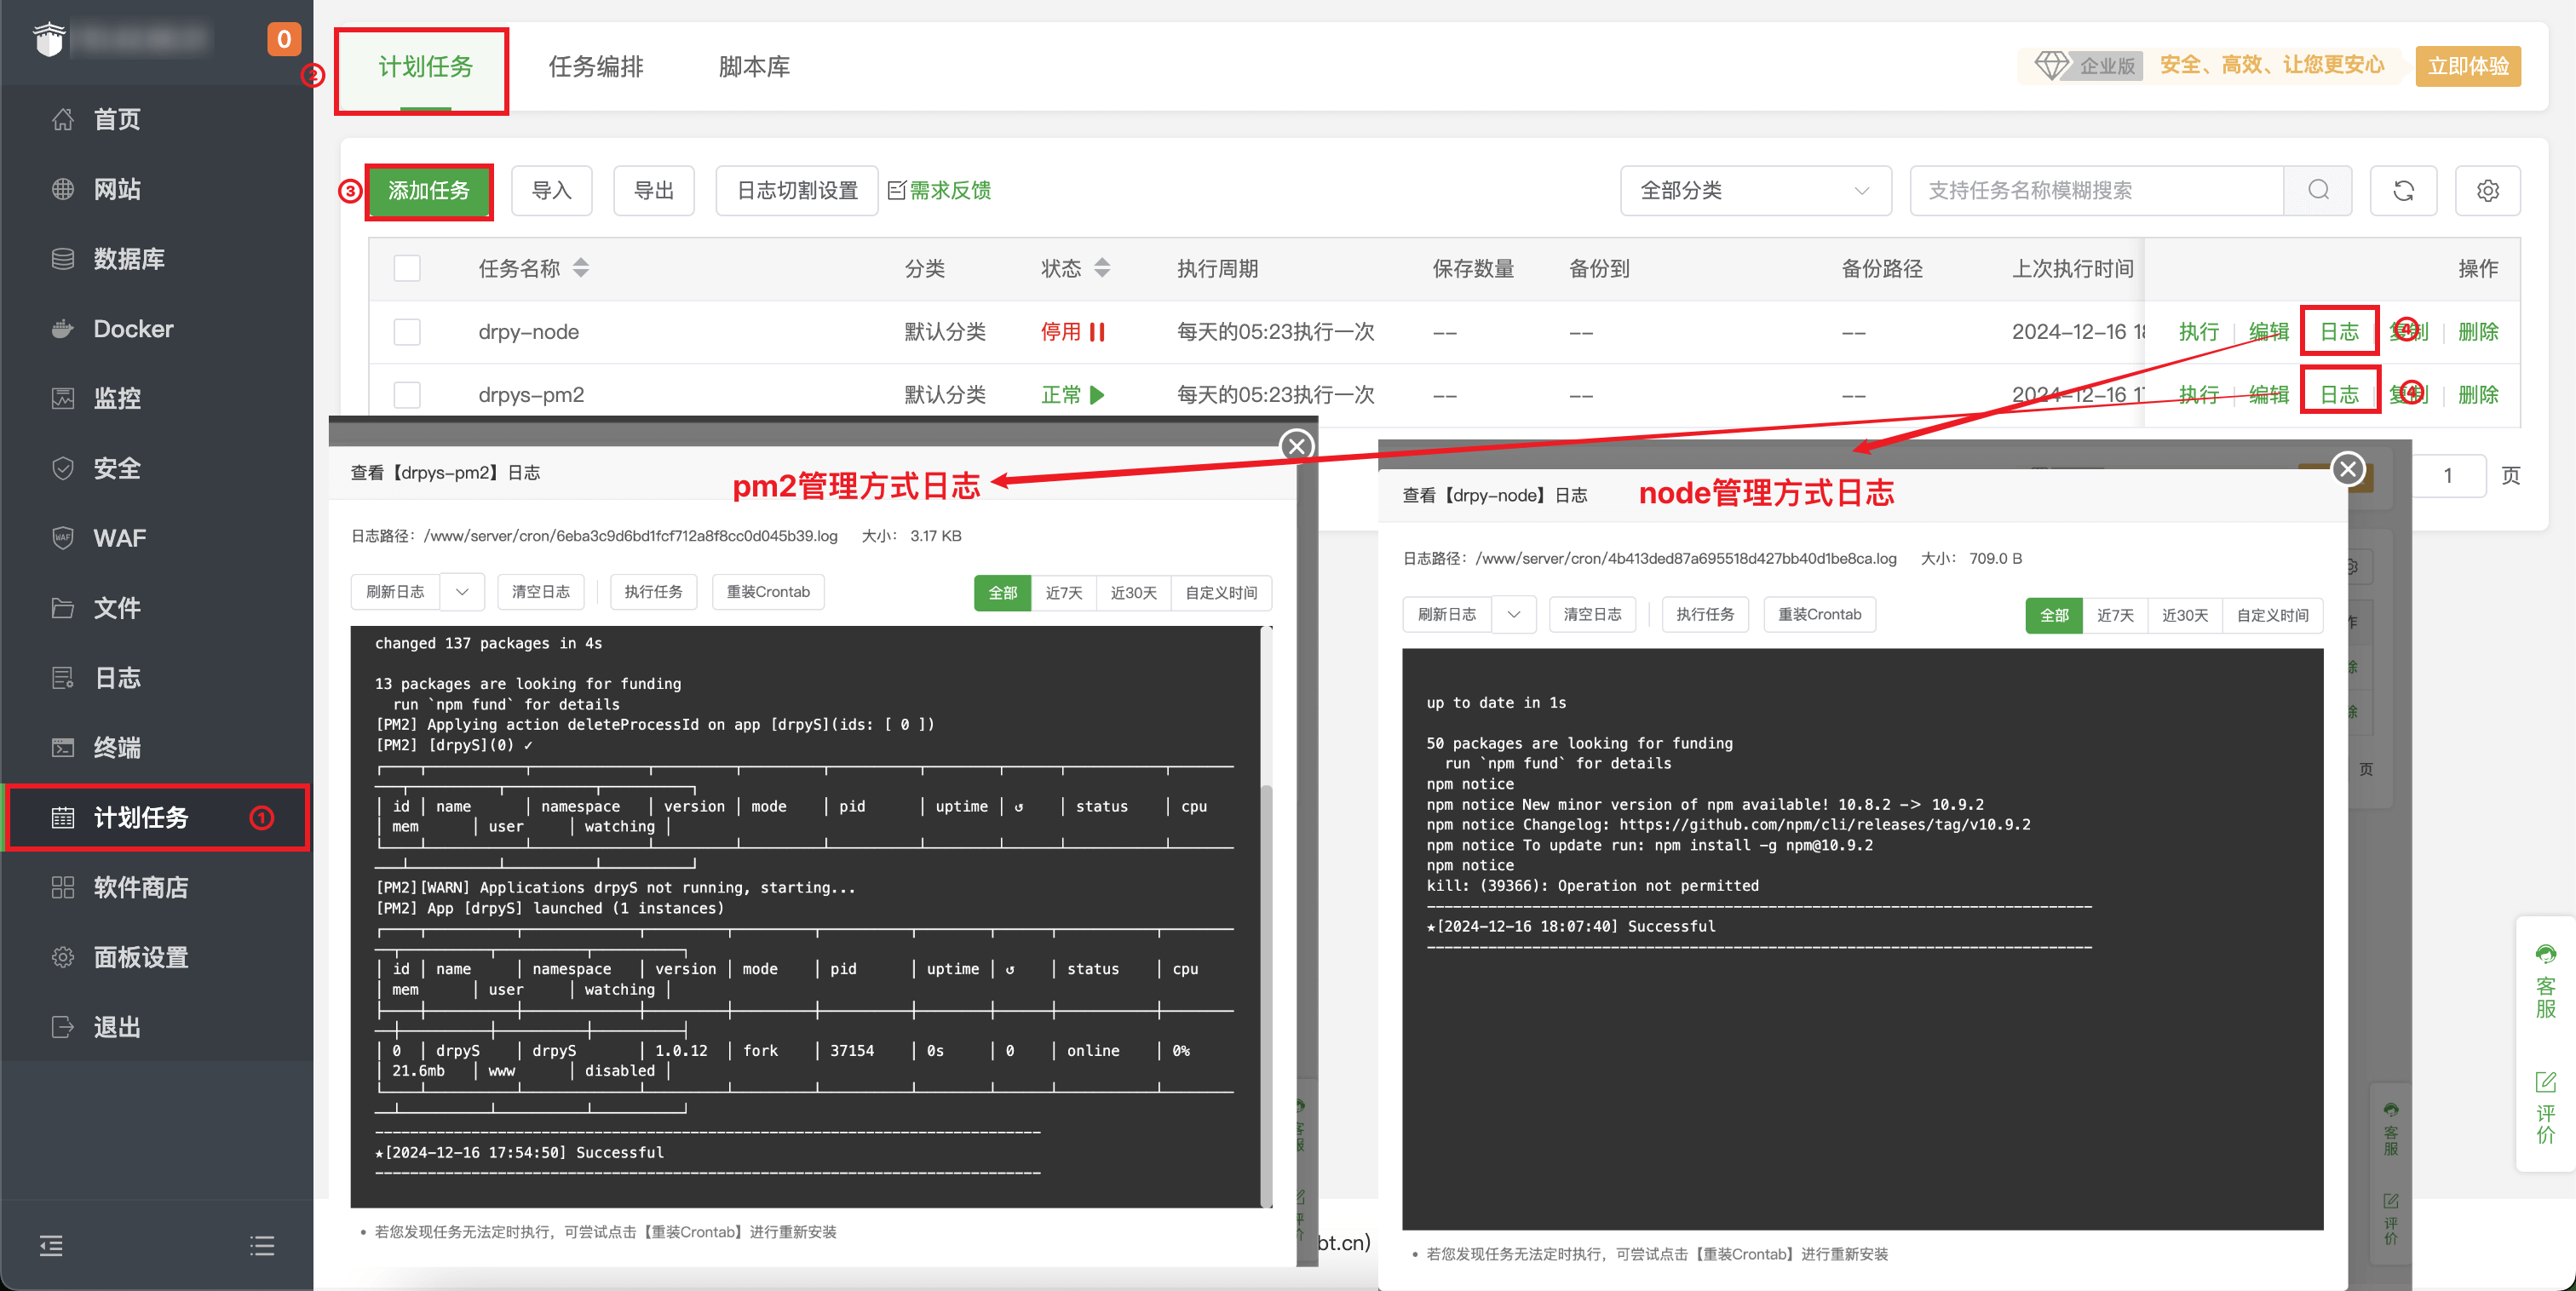 0
首页
网站
数据库
Docker
监控
安全
WAF
文件
日志
终端
计划任务 ①
软件商店
面板设置
退出
② 计划任务 任务编排 脚本库
企业版 安全、高效、让您更安心 立即体验
③ 添加任务 导入 导出 日志切割设置 需求反馈 全部分类 支持任务名称模糊搜索
任务名称 分类 状态 执行周期 保存数量 备份到 备份路径 上次执行时间 操作
drpy-node 默认分类 停用 每天的05:23执行一次 -- -- -- 2024-12-16 18 执行 编辑 日志 复制 ④ 删除
drpys-pm2 默认分类 正常 每天的05:23执行一次 -- -- -- 2024-12-16 17 执行 编辑 日志 复制 ④ 删除
1 页
查看【drpys-pm2】日志 pm2管理方式日志
日志路径： /www/server/cron/6eba3c9d6bd1fcf712a8f8cc0d045b39.log 大小： 3.17 KB
刷新日志 清空日志 执行任务 重装Crontab 全部 近7天 近30天 自定义时间
changed 137 packages in 4s
13 packages are looking for funding
run `npm fund` for details
[PM2] Applying action deleteProcessId on app [drpyS](ids: [ 0 ])
[PM2] [drpyS](0) ✓
│ id │ name │ namespace │ version │ mode │ pid │ uptime │ ↺ │ status │ cpu
│ mem │ user │ watching │
[PM2][WARN] Applications drpyS not running, starting...
[PM2] App [drpyS] launched (1 instances)
│ id │ name │ namespace │ version │ mode │ pid │ uptime │ ↺ │ status │ cpu
│ mem │ user │ watching │
│ 0 │ drpyS │ drpyS │ 1.0.12 │ fork │ 37154 │ 0s │ 0 │ online │ 0%
│ 21.6mb │ www │ disabled │
★[2024-12-16 17:54:50] Successful
• 若您发现任务无法定时执行，可尝试点击【重装Crontab】进行重新安装
bt.cn)
查看【drpy-node】日志 node管理方式日志
日志路径： /www/server/cron/4b413ded87a695518d427bb40d1be8ca.log 大小： 709.0 B
刷新日志 清空日志 执行任务 重装Crontab 全部 近7天 近30天 自定义时间
up to date in 1s
50 packages are looking for funding
run `npm fund` for details
npm notice
npm notice New minor version of npm available! 10.8.2 -> 10.9.2
npm notice Changelog: https://github.com/npm/cli/releases/tag/v10.9.2
npm notice To update run: npm install -g npm@10.9.2
npm notice
kill: (39366): Operation not permitted
★[2024-12-16 18:07:40] Successful
• 若您发现任务无法定时执行，可尝试点击【重装Crontab】进行重新安装
页
客服
评价
客服
评价